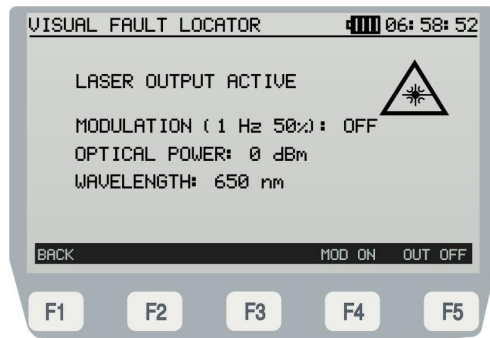 VISUAL FAULT LOCATOR 06:58:52
LASER OUTPUT ACTIVE
MODULATION (1 Hz 50%): OFF
OPTICAL POWER: 0 dBm
WAVELENGTH: 650 nm
BACK MOD ON OUT OFF
F1 F2 F3 F4 F5